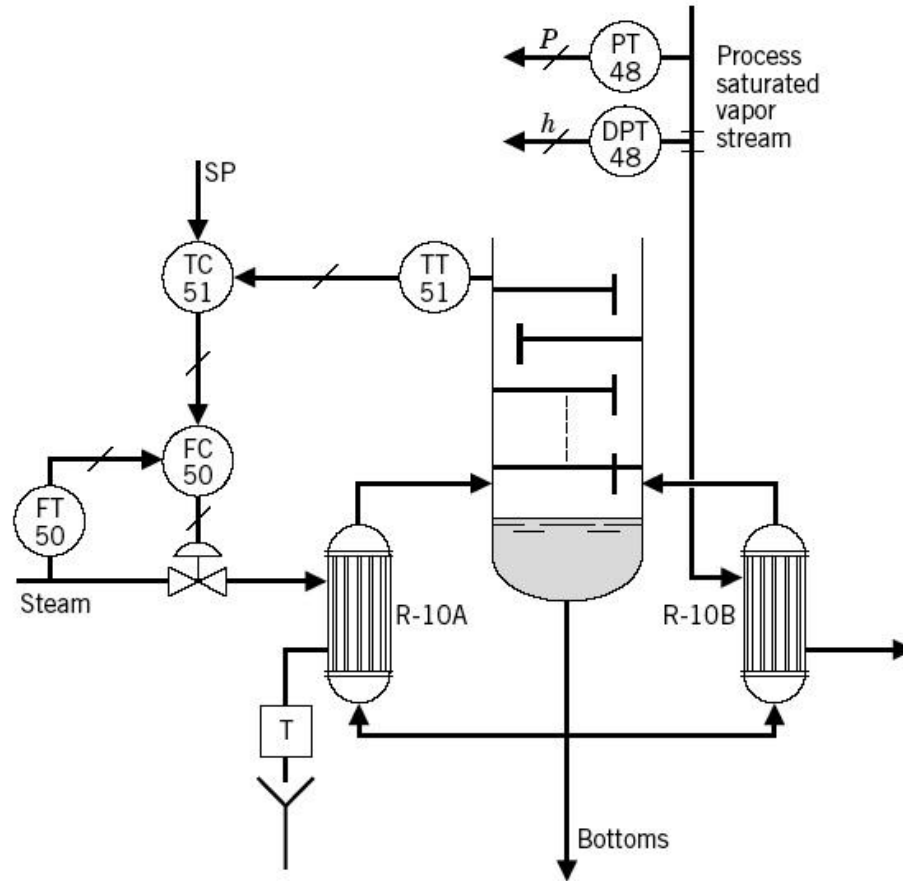 P
PT
48
Process
saturated
vapor
stream
h
DPT
48
SP
TC
51
TT
51
FC
50
FT
50
Steam
R-10A
R-10B
T
Bottoms